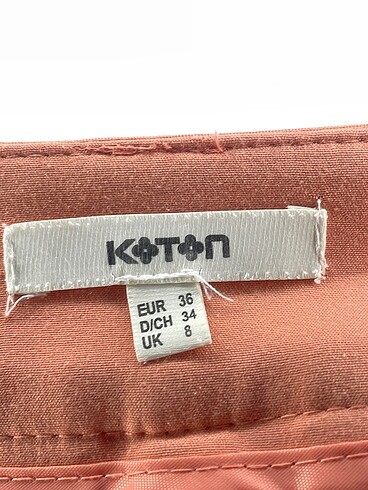 KOTON
EUR 36
D/CH 34
UK 8